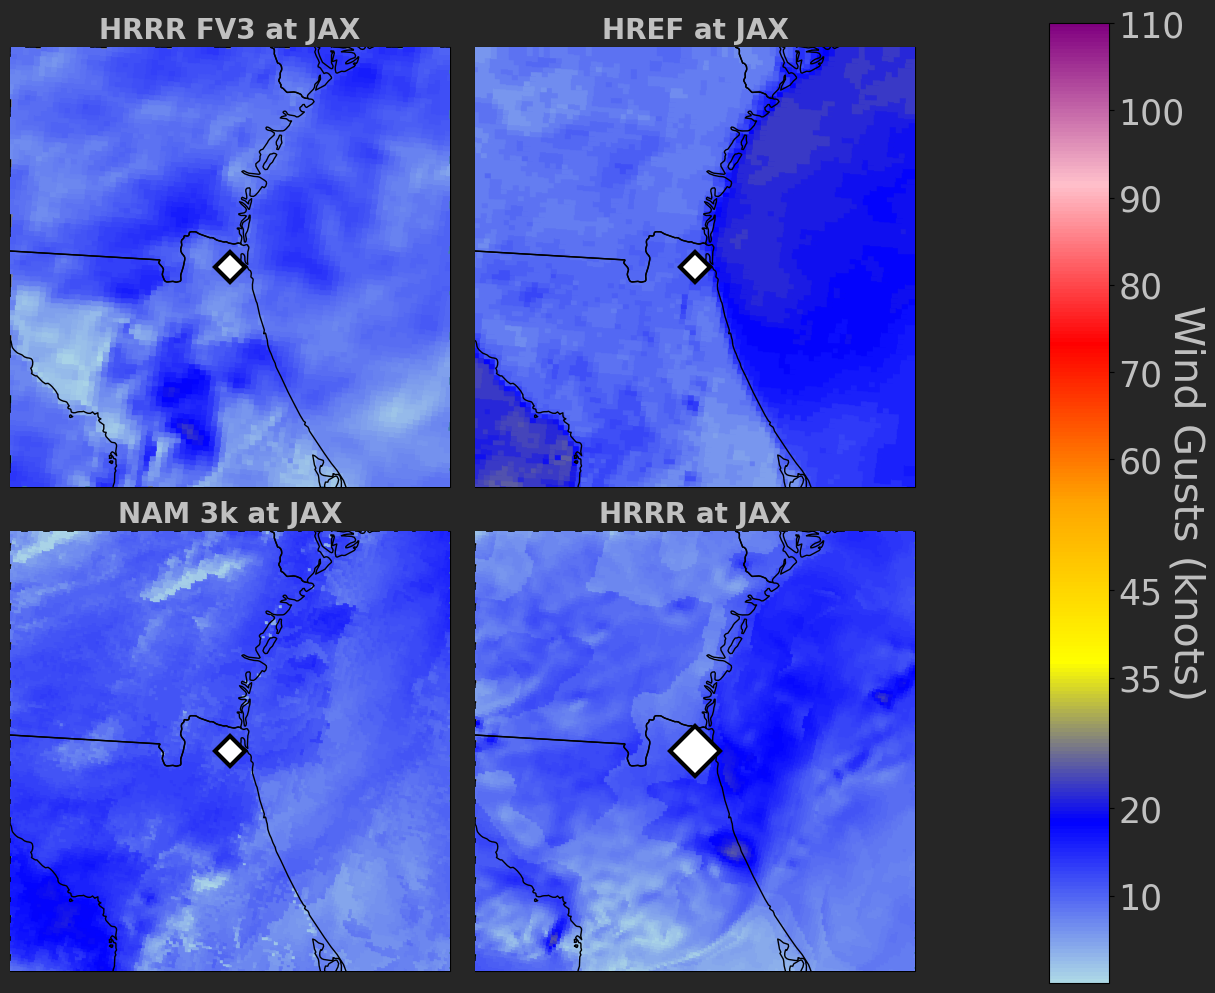 HRRR FV3 at JAX
HREF at JAX
NAM 3k at JAX
HRRR at JAX
110
100
90
80
70
60
45
35
20
10
Wind Gusts (knots)